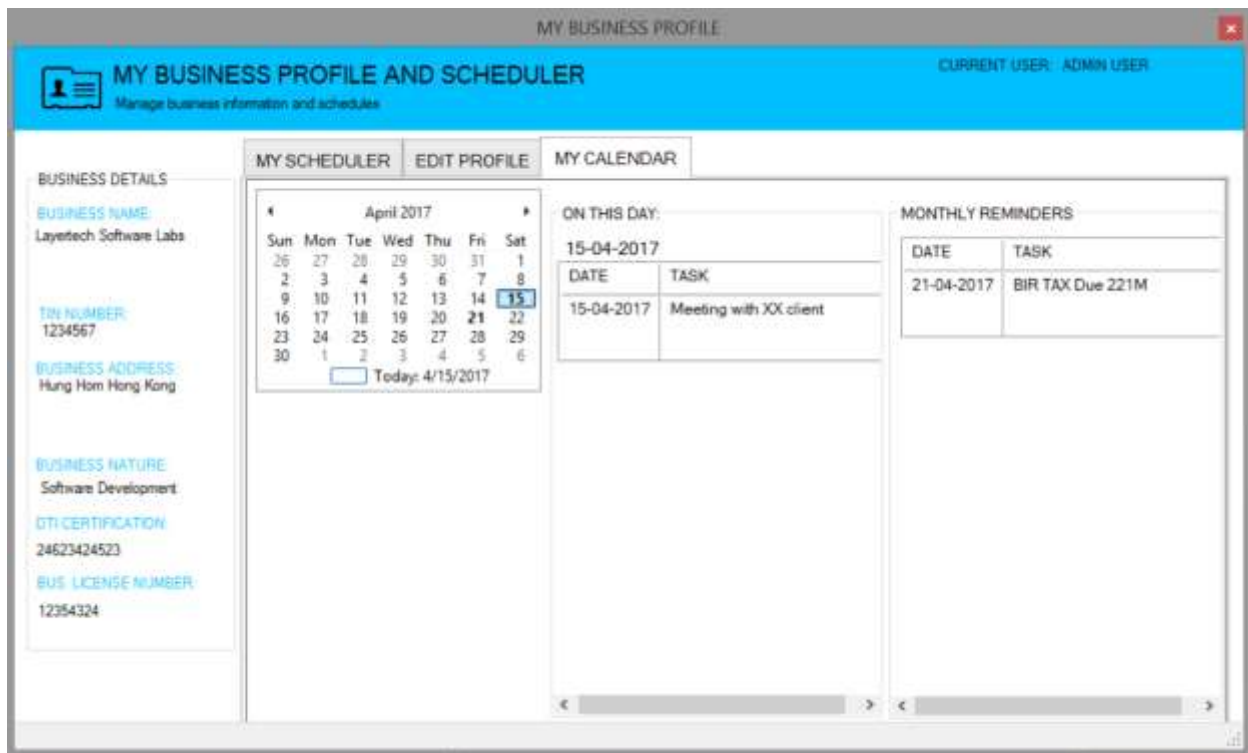 MY BUSINESS PROFILE
MY BUSINESS PROFILE AND SCHEDULER
Manage business information and schedules
CURRENT USER: ADMIN USER
BUSINESS DETAILS
BUSINESS NAME:
Layertech Software Labs
TIN NUMBER:
1234567
BUSINESS ADDRESS:
Hung Hom Hong Kong
BUSINESS NATURE:
Software Development
DTI CERTIFICATION:
24623424523
BUS. LICENSE NUMBER:
12354324
MY SCHEDULER EDIT PROFILE MY CALENDAR
April 2017
Sun Mon Tue Wed Thu Fri Sat
26 27 28 29 30 31 1
2 3 4 5 6 7 8
9 10 11 12 13 14 15
16 17 18 19 20 21 22
23 24 25 26 27 28 29
30 1 2 3 4 5 6
Today: 4/15/2017
ON THIS DAY:
15-04-2017
DATE TASK
15-04-2017 Meeting with XX client
MONTHLY REMINDERS
DATE TASK
21-04-2017 BIR TAX Due 221M